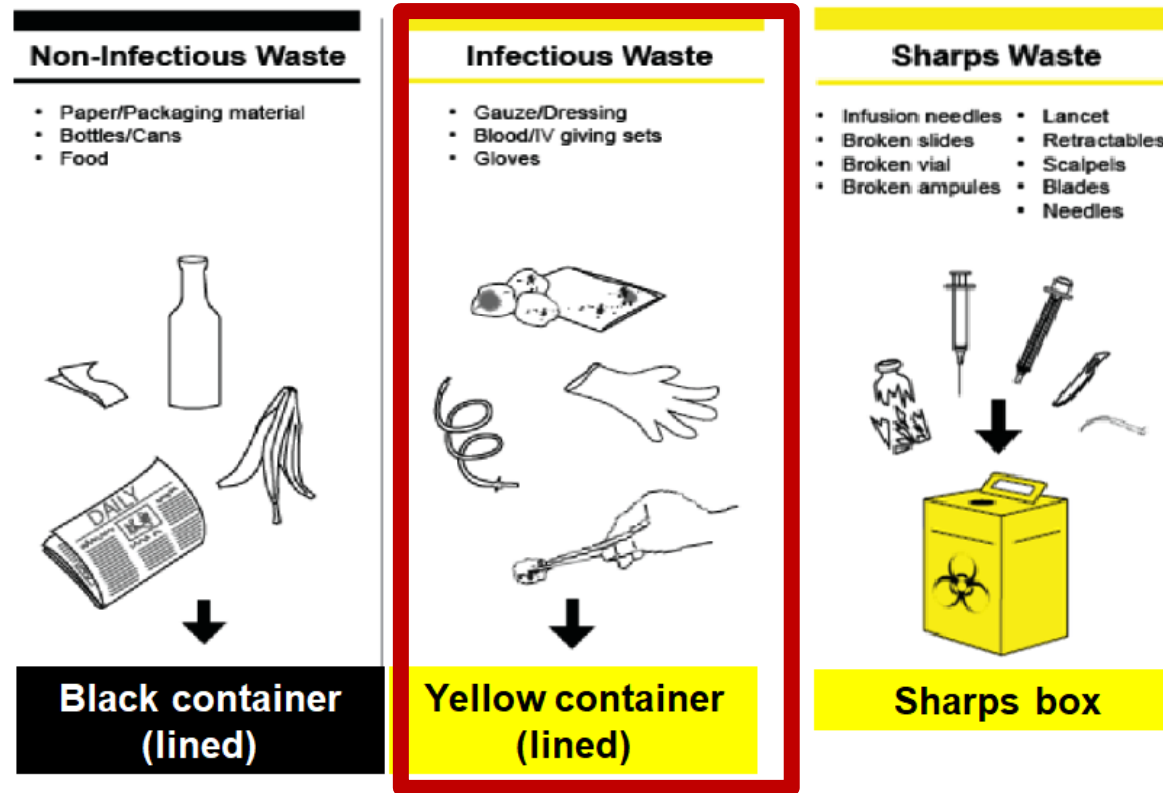 Non-Infectious Waste
• Paper/Packaging material
• Bottles/Cans
• Food
DAILY
Black container
(lined)
Infectious Waste
• Gauze/Dressing
• Blood/IV giving sets
• Gloves
Yellow container
(lined)
Sharps Waste
• Infusion needles
• Broken slides
• Broken vial
• Broken ampules
• Lancet
• Retractables
• Scalpels
• Blades
• Needles
Sharps box